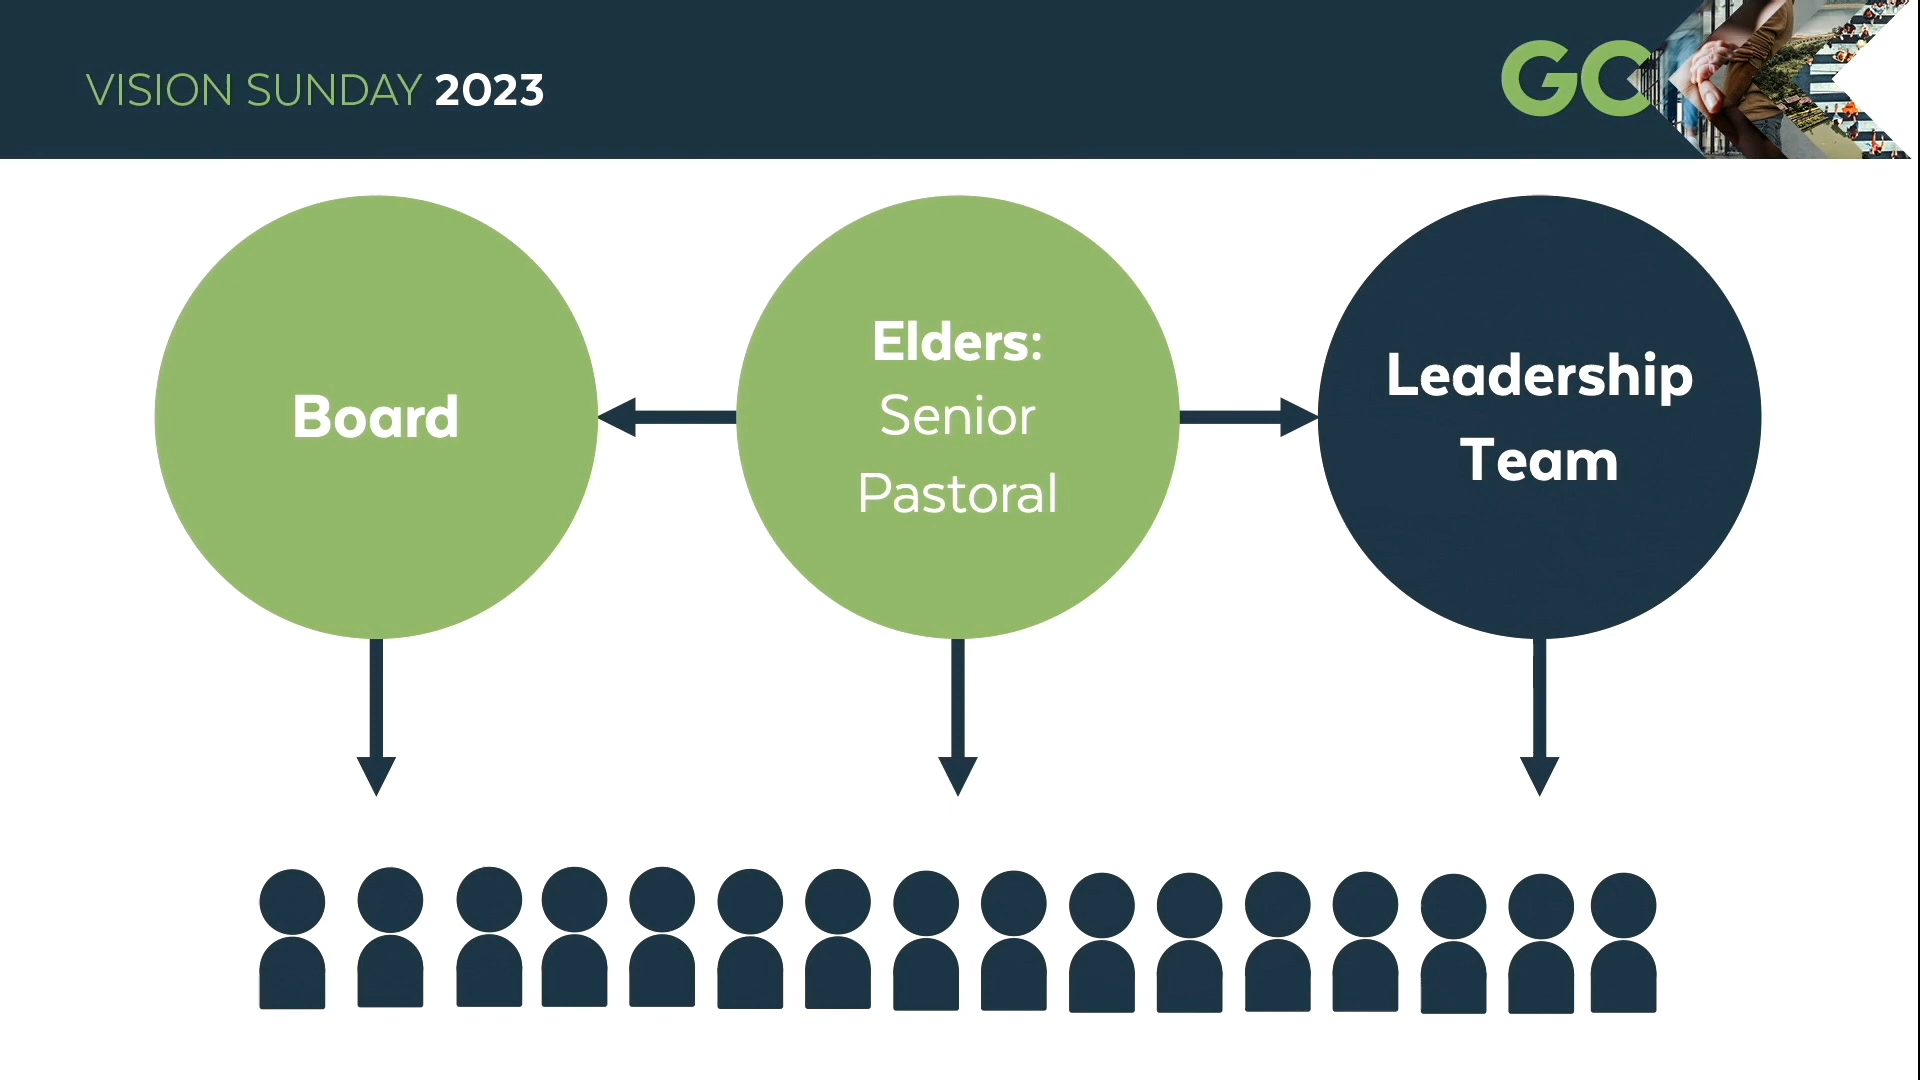 VISION SUNDAY 2023
GC
Board
Elders:
Senior
Pastoral
Leadership
Team